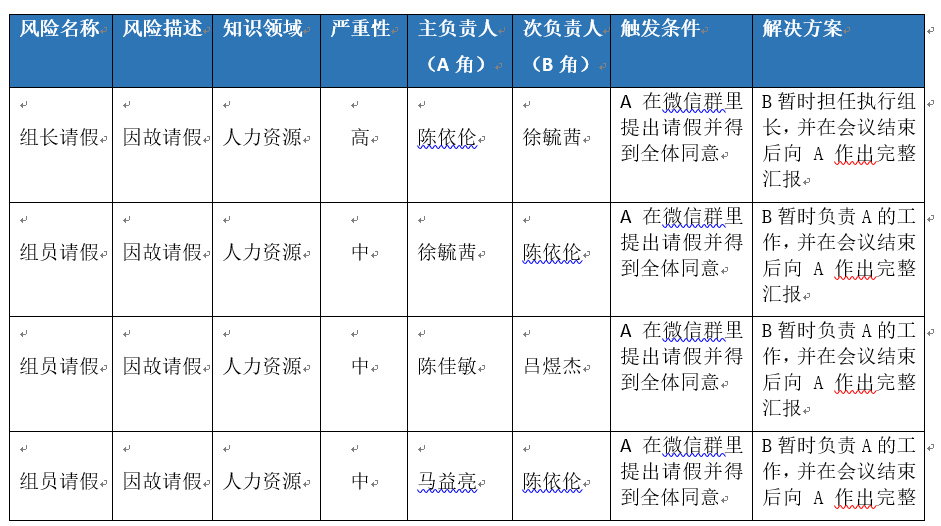 风险名称 风险描述 知识领域 严重性 主负责人（A 角） 次负责人（B 角） 触发条件 解决方案
组长请假 因故请假 人力资源 高 陈依伦 徐毓茜
A 在微信群里
提出请假并得
到全体同意
B 暂时担任执行组
长，并在会议结束
后向 A 作出完整
汇报
组员请假 因故请假 人力资源 中 徐毓茜 陈依伦
A 在微信群里
提出请假并得
到全体同意
B 暂时负责 A 的工
作，并在会议结束
后向 A 作出完整
汇报
组员请假 因故请假 人力资源 中 陈佳敏 吕煜杰
A 在微信群里
提出请假并得
到全体同意
B 暂时负责 A 的工
作，并在会议结束
后向 A 作出完整
汇报
组员请假 因故请假 人力资源 中 马益亮 陈依伦
A 在微信群里
提出请假并得
到全体同意
B 暂时负责 A 的工
作，并在会议结束
后向 A 作出完整